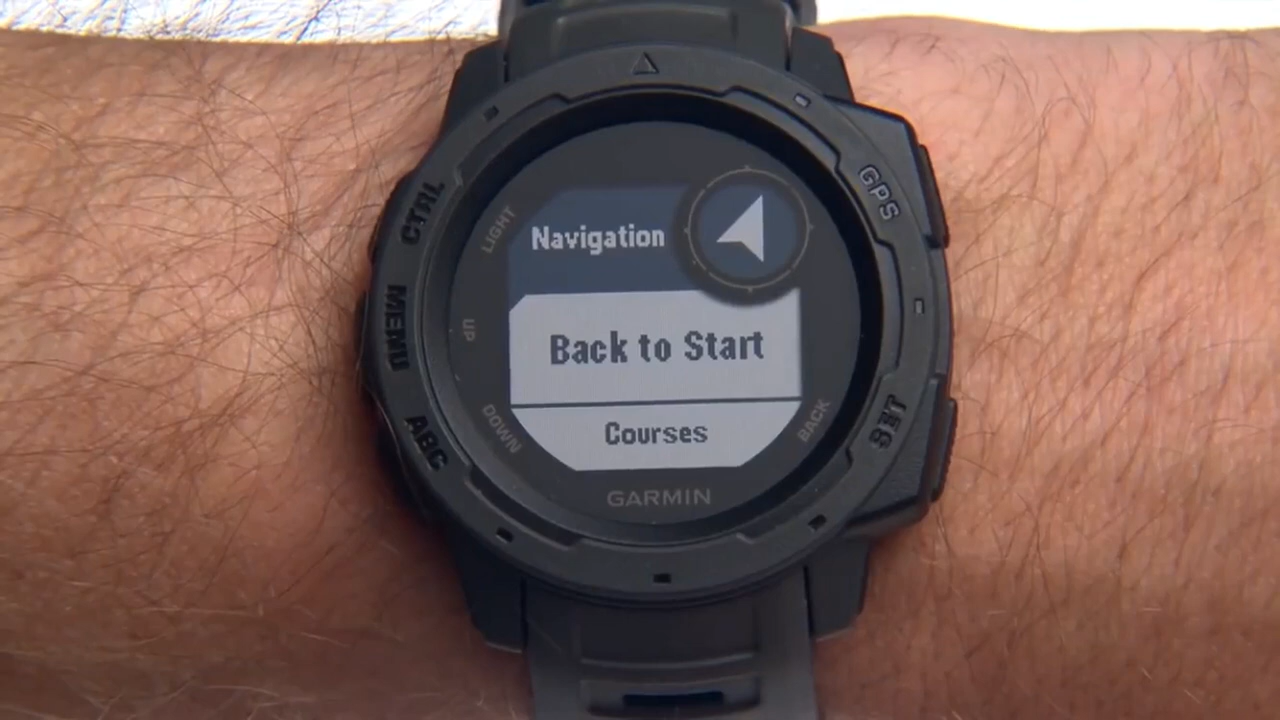 CTRL
LIGHT
GPS
Navigation
MENU
UP
Back to Start
ABC
DOWN
Courses
BACK
SET
GARMIN